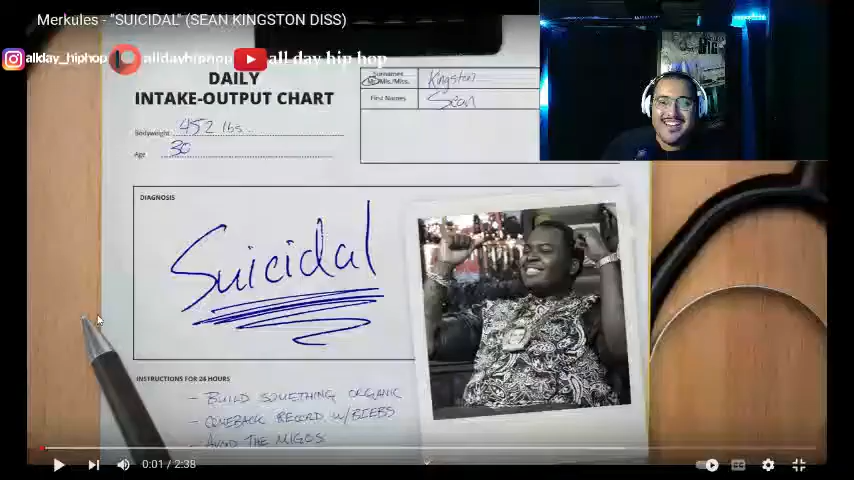 Merkules - "SUICIDAL" (SEAN KINGSTON DISS)
allday_hiphop alldayhiphop all day hip hop
DAILY
INTAKE-OUTPUT CHART
Bodyweight 452 lbs.
Age 30
Surnames
Mr/Mrs/Miss. Kingston
First Names Sean
DIAGNOSIS
Suicidal
INSTRUCTIONS FOR 24 HOURS
- BUILD SOMETHING ORGANIC
- COMEBACK RECORD W/BIEBS
- AVOID THE MIGOS
0:01 / 2:38